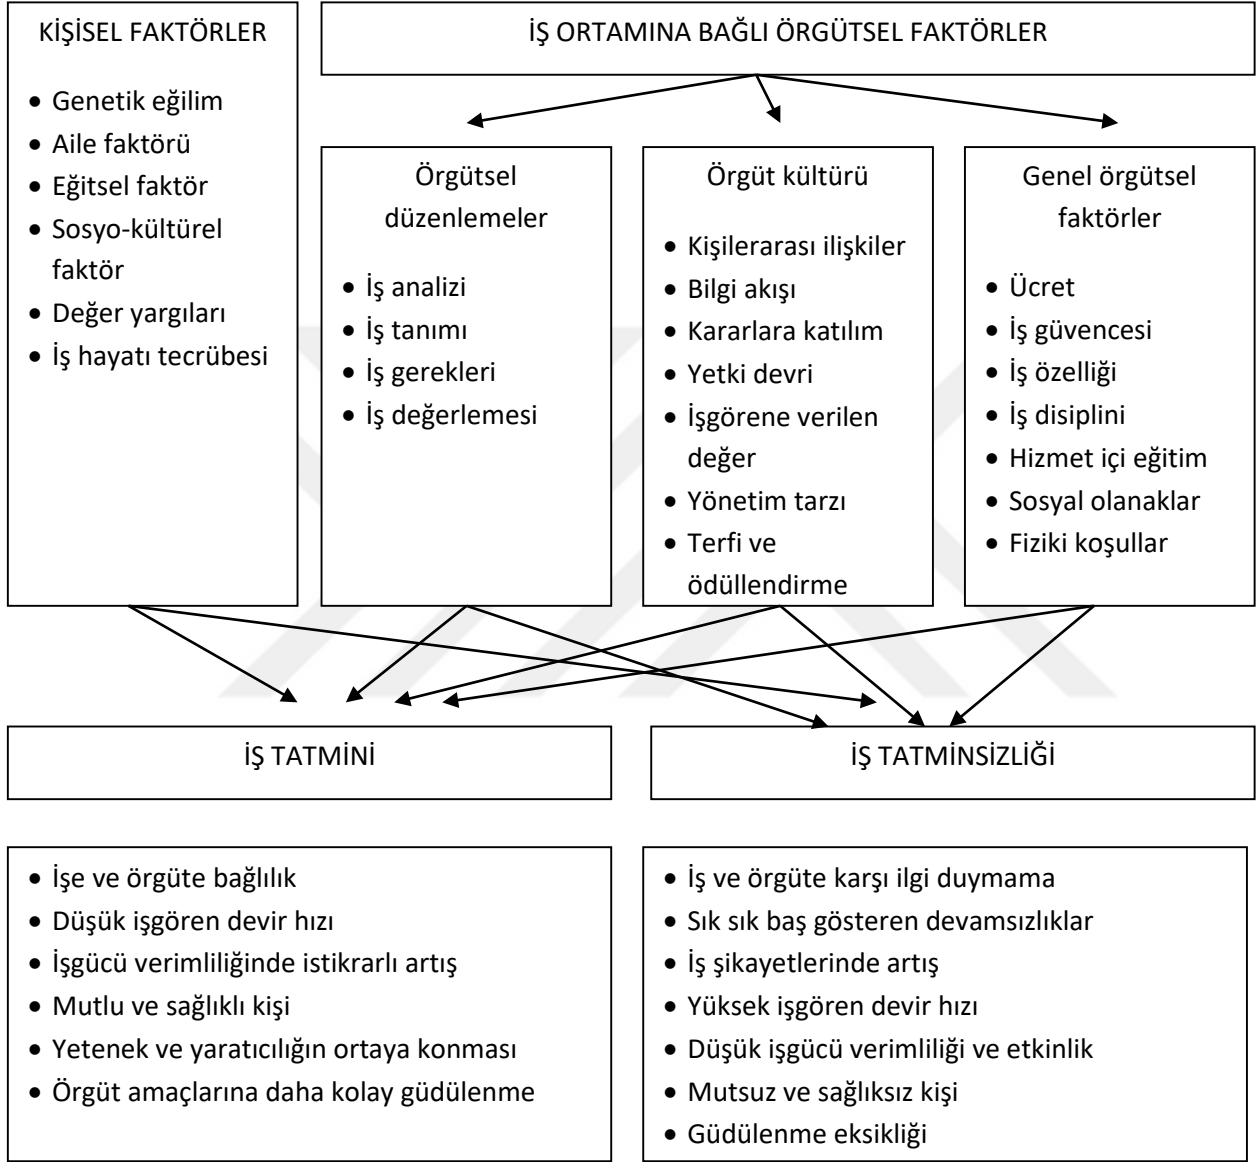 KİŞİSEL FAKTÖRLER
• Genetik eğilim
• Aile faktörü
• Eğitsel faktör
• Sosyo-kültürel
faktör
• Değer yargıları
• İş hayatı tecrübesi
İŞ ORTAMINA BAĞLI ÖRGÜTSEL FAKTÖRLER
Örgütsel
düzenlemeler
• İş analizi
• İş tanımı
• İş gerekleri
• İş değerlemesi
Örgüt kültürü
• Kişilerarası ilişkiler
• Bilgi akışı
• Kararlara katılım
• Yetki devri
• İşgörene verilen
değer
• Yönetim tarzı
• Terfi ve
ödüllendirme
Genel örgütsel
faktörler
• Ücret
• İş güvencesi
• İş özelliği
• İş disiplini
• Hizmet içi eğitim
• Sosyal olanaklar
• Fiziki koşullar
İŞ TATMİNİ
İŞ TATMİNSİZLİĞİ
• İşe ve örgüte bağlılık
• Düşük işgören devir hızı
• İşgücü verimliliğinde istikrarlı artış
• Mutlu ve sağlıklı kişi
• Yetenek ve yaratıcılığın ortaya konması
• Örgüt amaçlarına daha kolay güdülenme
• İş ve örgüte karşı ilgi duymama
• Sık sık baş gösteren devamsızlıklar
• İş şikayetlerinde artış
• Yüksek işgören devir hızı
• Düşük işgücü verimliliği ve etkinlik
• Mutsuz ve sağlıksız kişi
• Güdülenme eksikliği